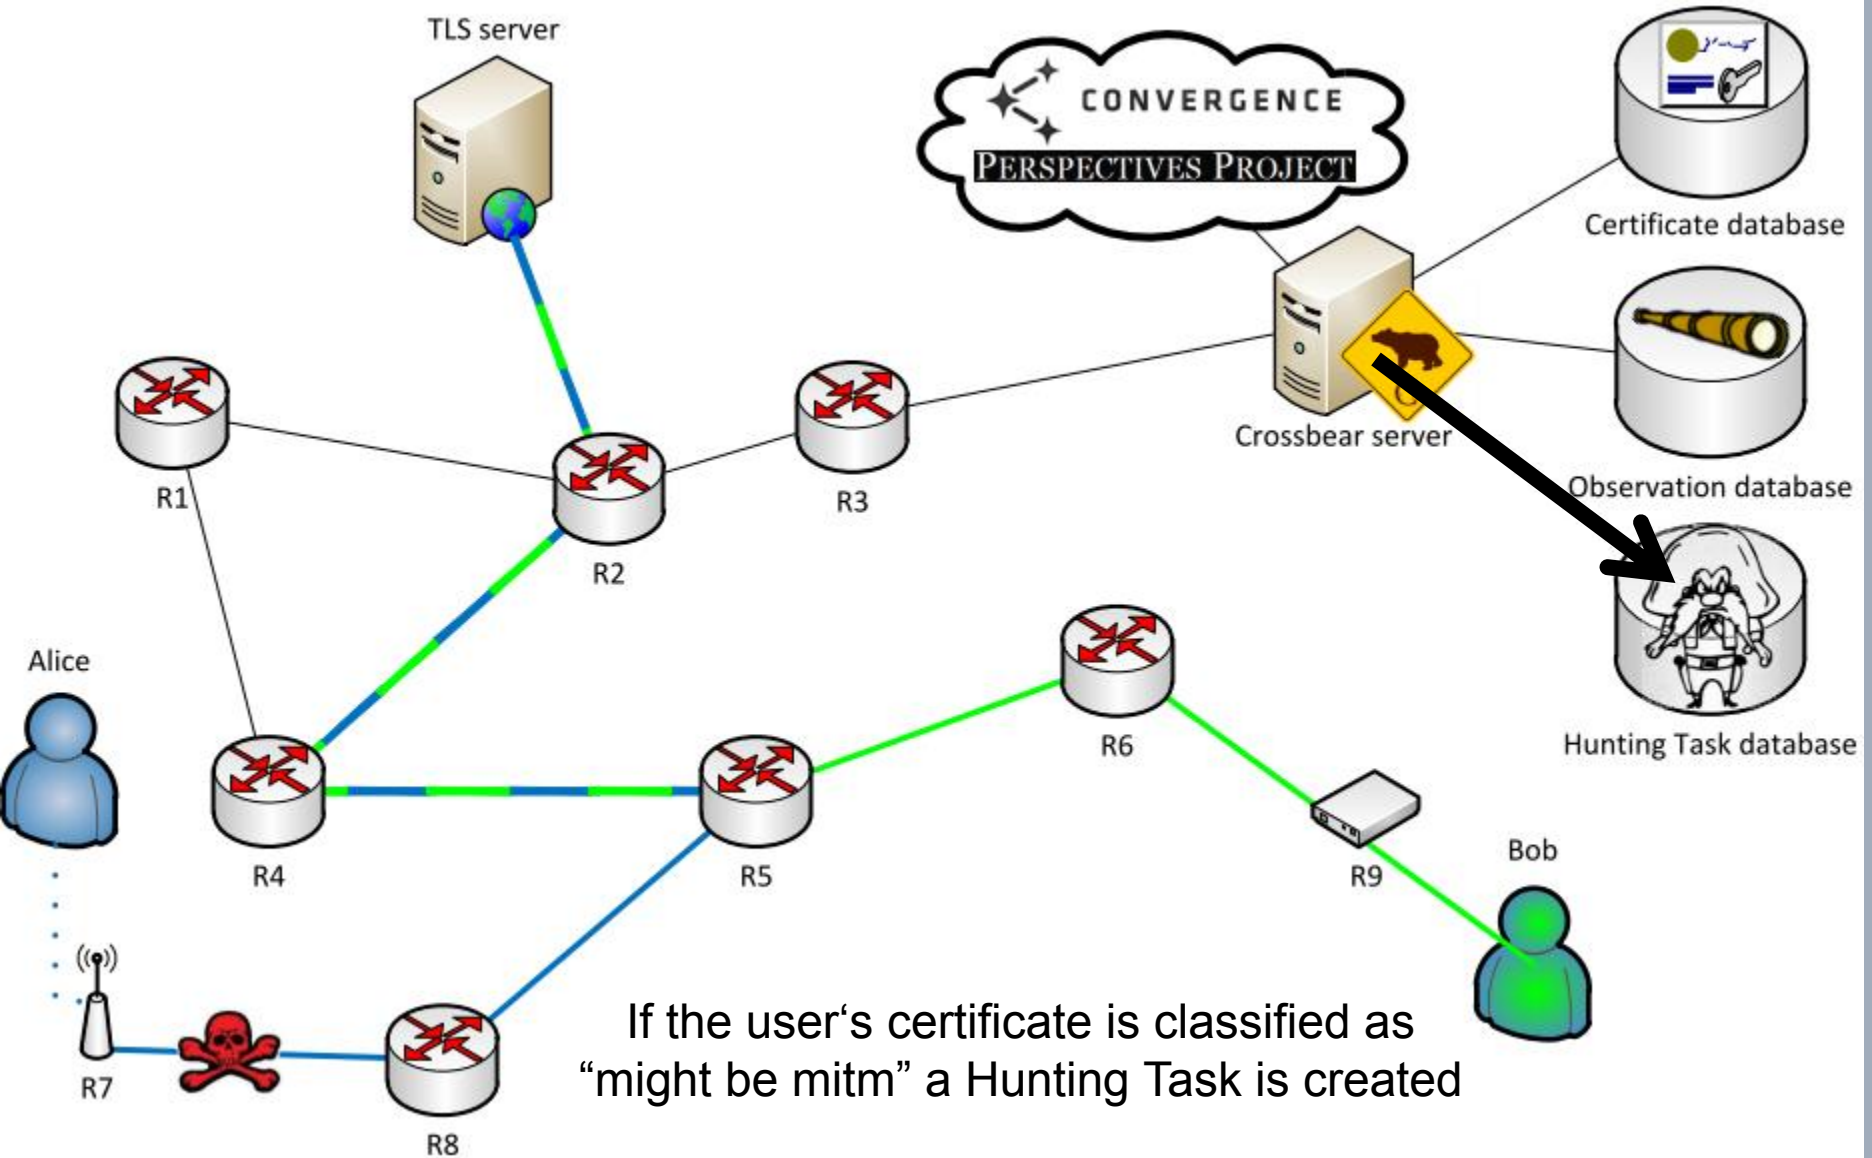 TLS server
CONVERGENCE
PERSPECTIVES PROJECT
Certificate database
Crossbear server
Observation database
R1
R3
R2
Hunting Task database
Alice
R6
R4
R5
R9
Bob
R7
R8
If the user‘s certificate is classified as
“might be mitm” a Hunting Task is created